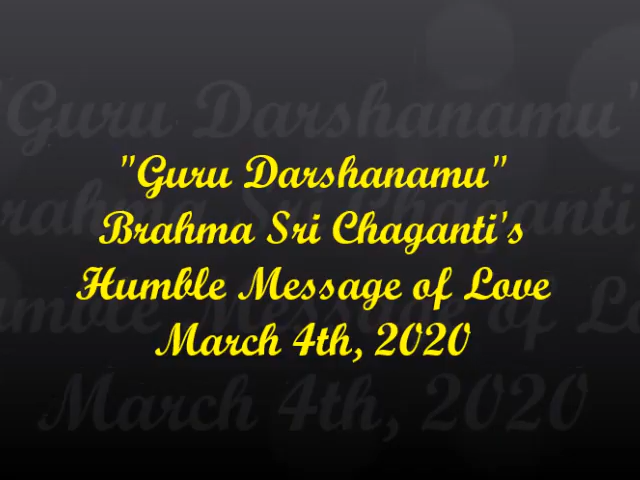 "Guru Darshanamu"
Brahma Sri Chaganti's
Humble Message of Love
March 4th, 2020